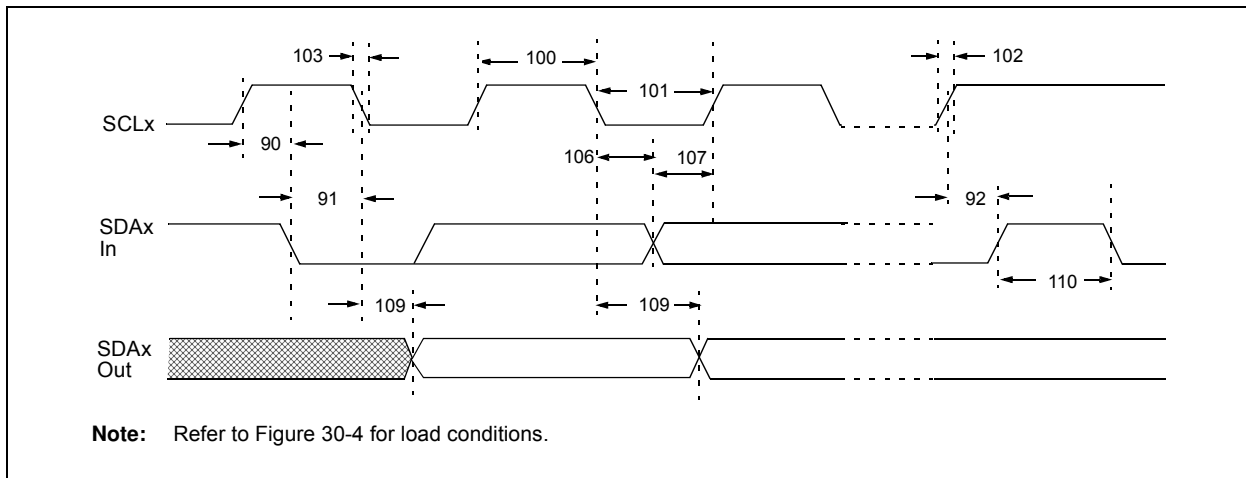 103
100
102
101
SCLx
90
106
107
91
92
SDAx
In
110
109
109
SDAx
Out
Note: Refer to Figure 30-4 for load conditions.